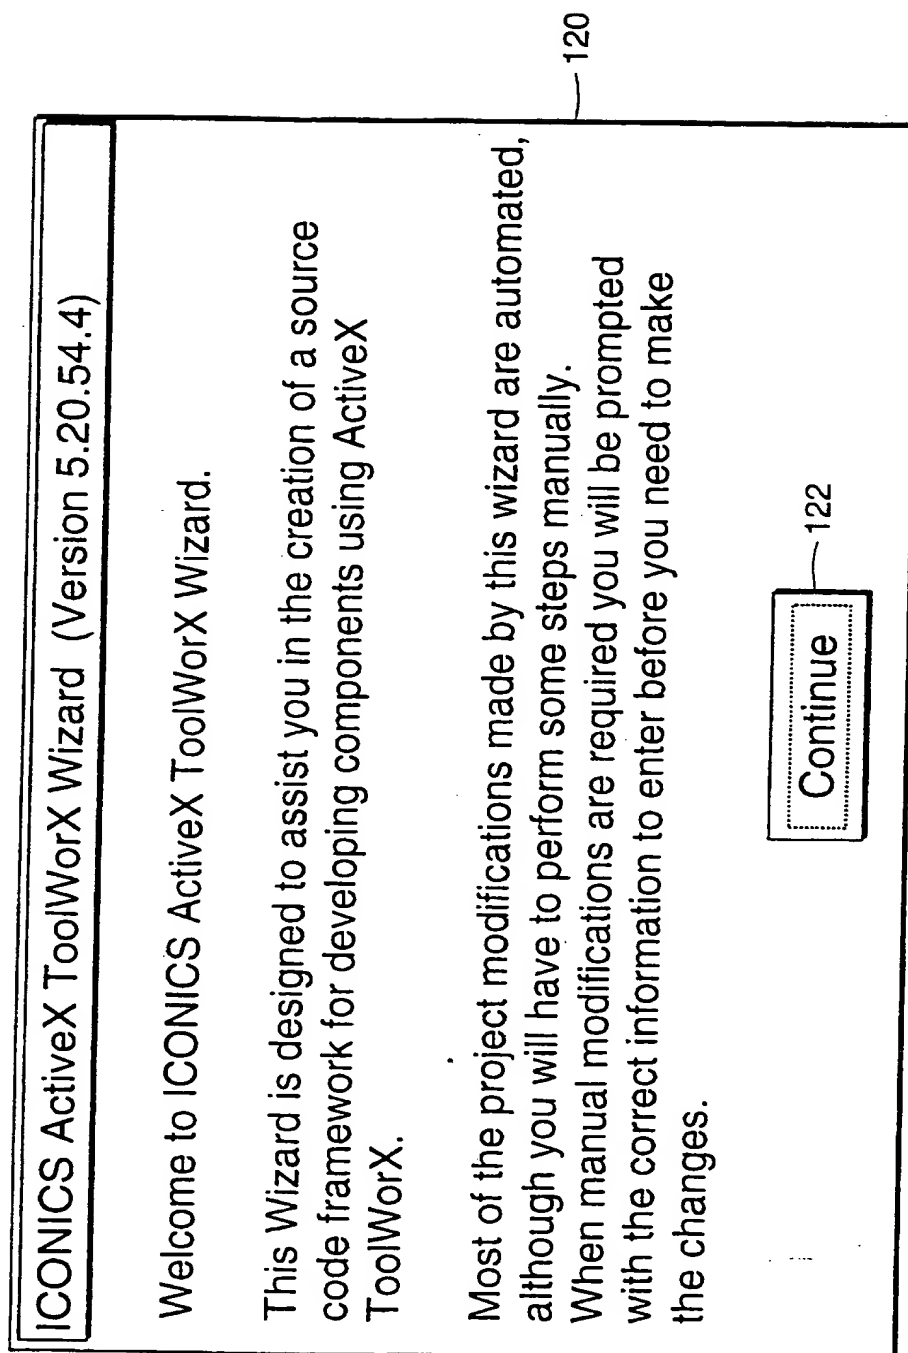 ICONICS ActiveX ToolWorX Wizard (Version 5.20.54.4)
Welcome to ICONICS ActiveX ToolWorX Wizard.
This Wizard is designed to assist you in the creation of a source
code framework for developing components using ActiveX
ToolWorX.
Most of the project modifications made by this wizard are automated,
although you will have to perform some steps manually.
When manual modifications are required you will be prompted
with the correct information to enter before you need to make
the changes.
Continue
122
120